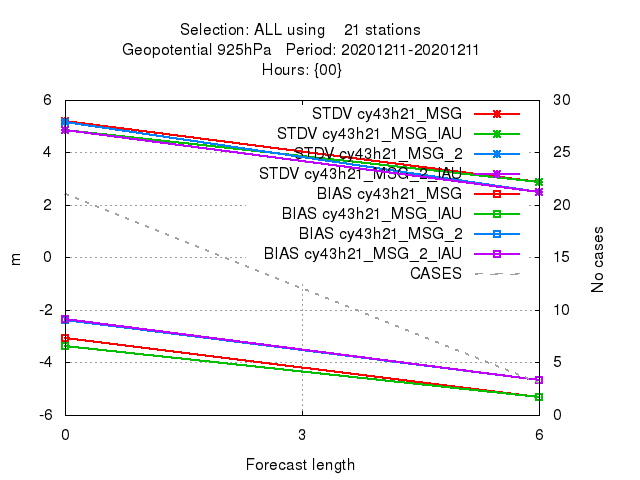 Selection: ALL using 21 stations
Geopotential 925hPa Period: 20201211-20201211
Hours: {00}
6 30
STDV cy43h21_MSG
STDV cy43h21_MSG_IAU
4 25
STDV cy43h21_MSG_2
STDV cy43h21_MSG_2_IAU
BIAS cy43h21_MSG
2 20
BIAS cy43h21_MSG_IAU
BIAS cy43h21_MSG_2
BIAS cy43h21_MSG_2_IAU
0 15
m
No cases
CASES
-2 10
-4 5
-6 0
0 3 6
Forecast length